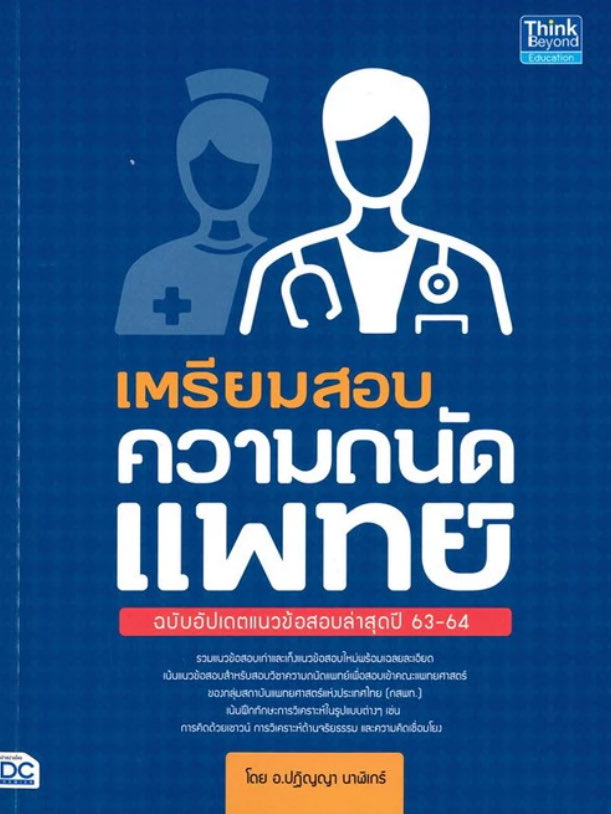 Think
Beyond
Education
เตรียมสอบ
ความถนัด
แพทย์
ฉบับอัปเดตแนวข้อสอบล่าสุดปี 63-64
รวมแนวข้อสอบเก่าและเก็งแนวข้อสอบใหม่พร้อมเฉลยละเอียด
เน้นแนวข้อสอบสำหรับสอบวิชาความถนัดแพทย์เพื่อสอบเข้าคณะแพทยศาสตร์
ของกลุ่มสถาบันแพทยศาสตร์แห่งประเทศไทย (กสพท.)
เน้นฝึกทักษะการวิเคราะห์ในรูปแบบต่างๆ เช่น
การคิดด้วยเชาวน์ การวิเคราะห์ด้านจริยธรรม และความคิดเชื่อมโยง
DC
โดย อ.ปฏิญญา นาฬิเกร์